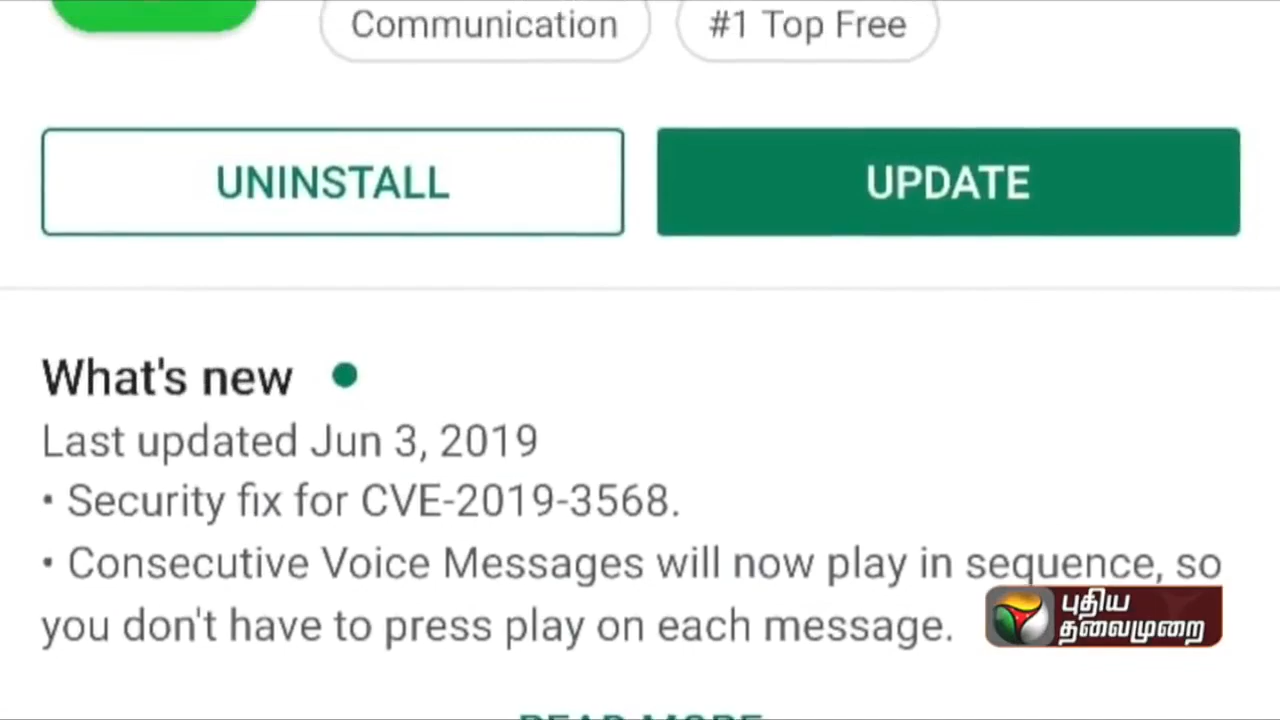 Communication
#1 Top Free
UNINSTALL
UPDATE
What's new
Last updated Jun 3, 2019
• Security fix for CVE-2019-3568.
• Consecutive Voice Messages will now play in sequence, so
you don't have to press play on each message.
புதிய
தலைமுறை
READ MORE